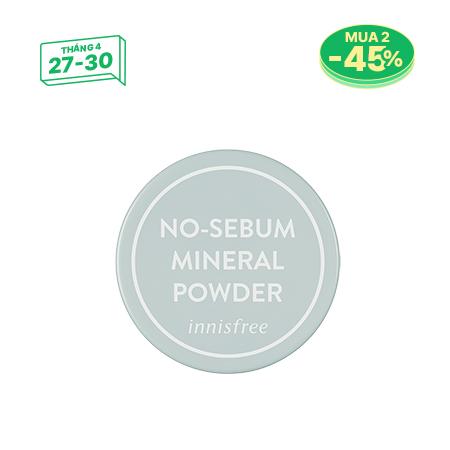 THÁNG 4
27-30
MUA 2
-45%
NO-SEBUM
MINERAL
POWDER
innisfree